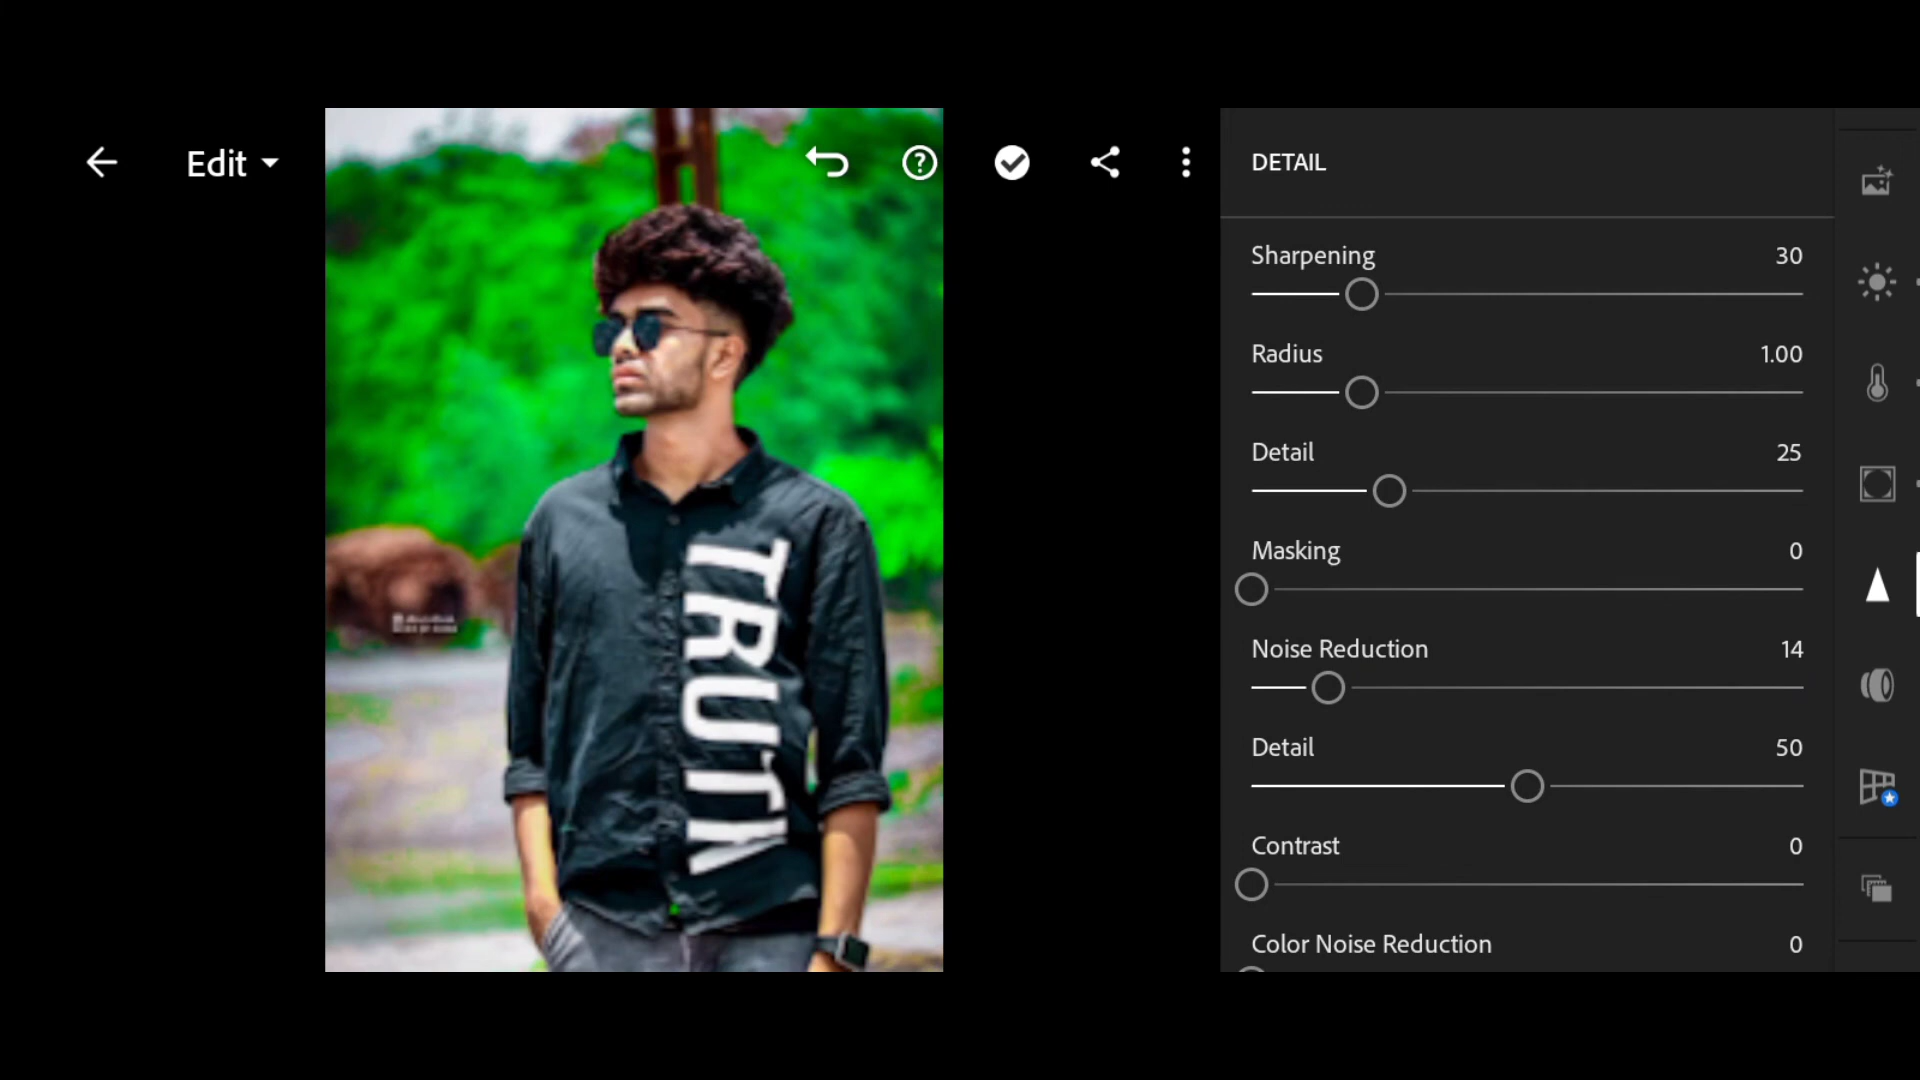 Edit
DETAIL
Sharpening 30
Radius 1.00
Detail 25
Masking 0
Noise Reduction 14
Detail 50
Contrast 0
Color Noise Reduction 0
TRUTH